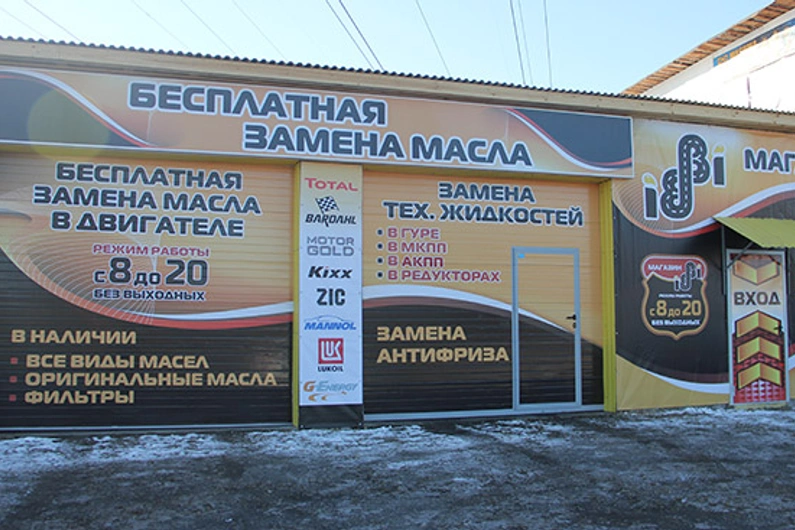 БЕСПЛАТНАЯ
ЗАМЕНА МАСЛА
БЕСПЛАТНАЯ
ЗАМЕНА МАСЛА
В ДВИГАТЕЛЕ
РЕЖИМ РАБОТЫ
С 8 ДО 20
БЕЗ ВЫХОДНЫХ
В НАЛИЧИИ
ВСЕ ВИДЫ МАСЕЛ
ОРИГИНАЛЬНЫЕ МАСЛА
ФИЛЬТРЫ
TOTAL
BARDAHL
MOTOR
GOLD
Kixx
ZIC
MANNOL
LUKOIL
G-ENERGY
ЗАМЕНА
ТЕХ. ЖИДКОСТЕЙ
В ГУРЕ
В МКПП
В АКПП
В РЕДУКТОРАХ
ЗАМЕНА
АНТИФРИЗА
МАГ
МАГАЗИН
РЕЖИМ РАБОТЫ
С 8 ДО 20
БЕЗ ВЫХОДНЫХ
ВХОД